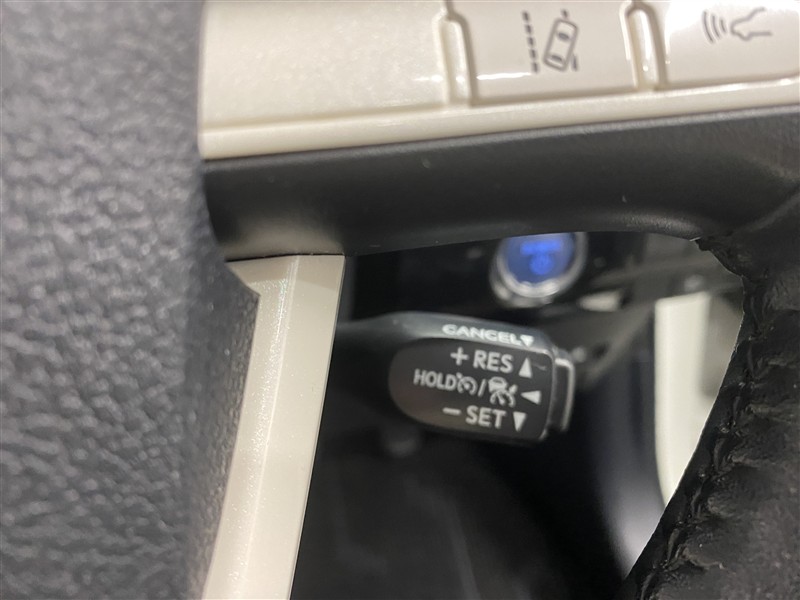 CANCEL▼
+ RES ▲
HOLD / ◀
− SET ▼